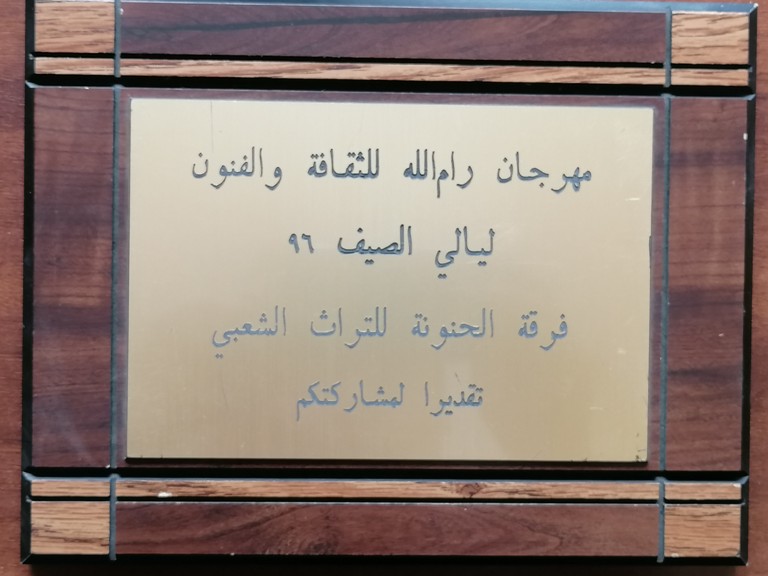 مهرجان رام الله للثقافة والفنون
ليالي الصيف ٩٦
فرقة الحنونة للتراث الشعبي
تقديرا لمشاركتكم